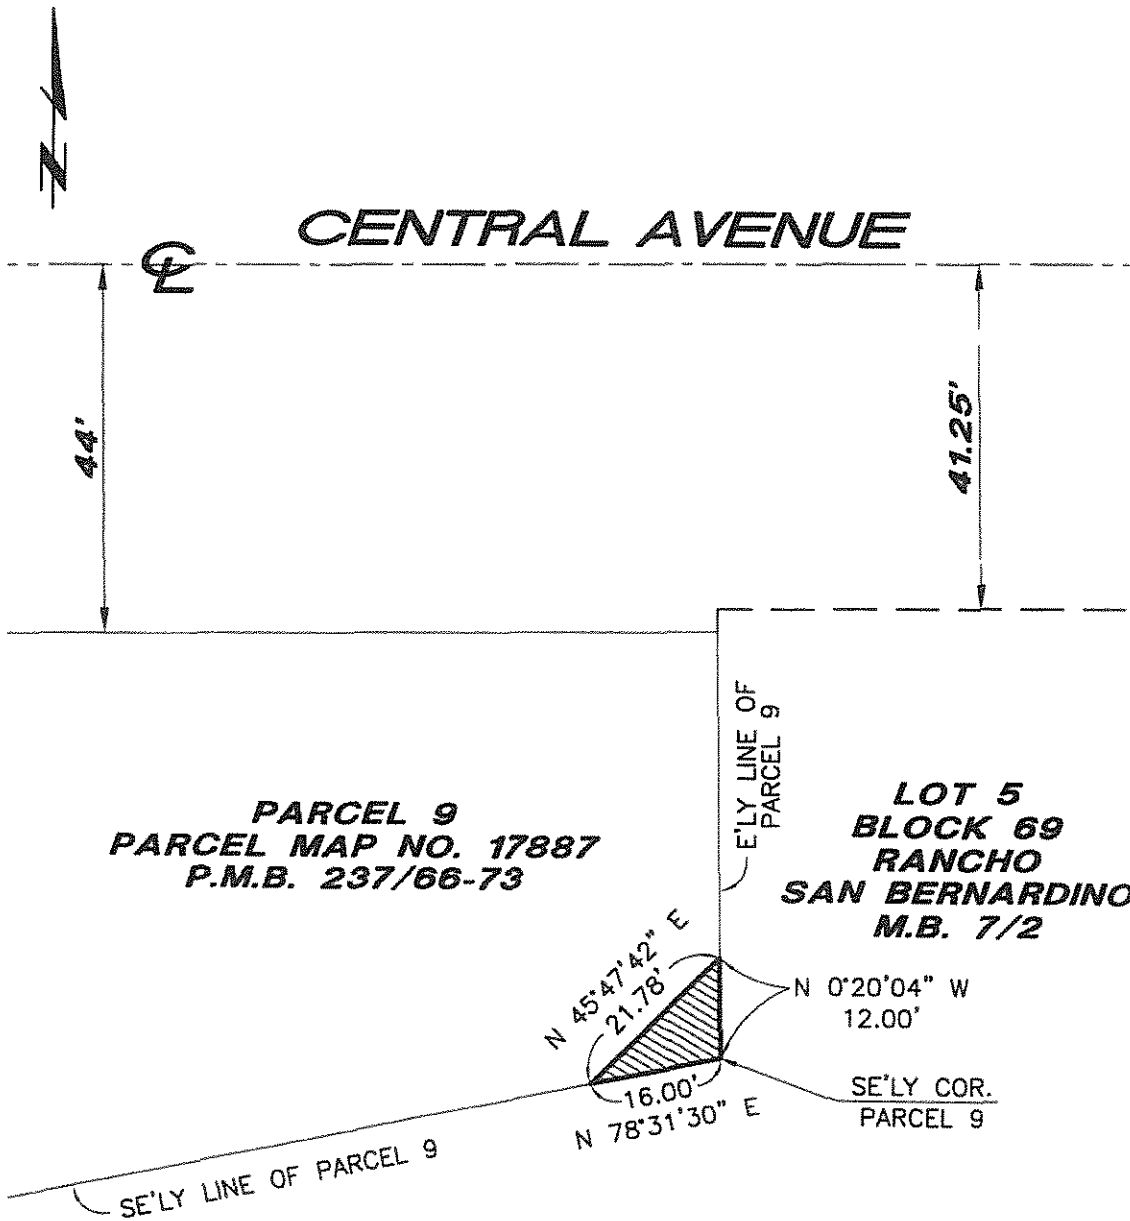 N
CENTRAL AVENUE
CL
44'
41.25'
E'LY LINE OF
PARCEL 9
PARCEL 9
PARCEL MAP NO. 17887
P.M.B. 237/66-73
LOT 5
BLOCK 69
RANCHO
SAN BERNARDINO
M.B. 7/2
N 45°47'42" E
21.78'
N 0°20'04" W
12.00'
16.00'
N 78°31'30" E
SE'LY COR.
PARCEL 9
SE'LY LINE OF PARCEL 9